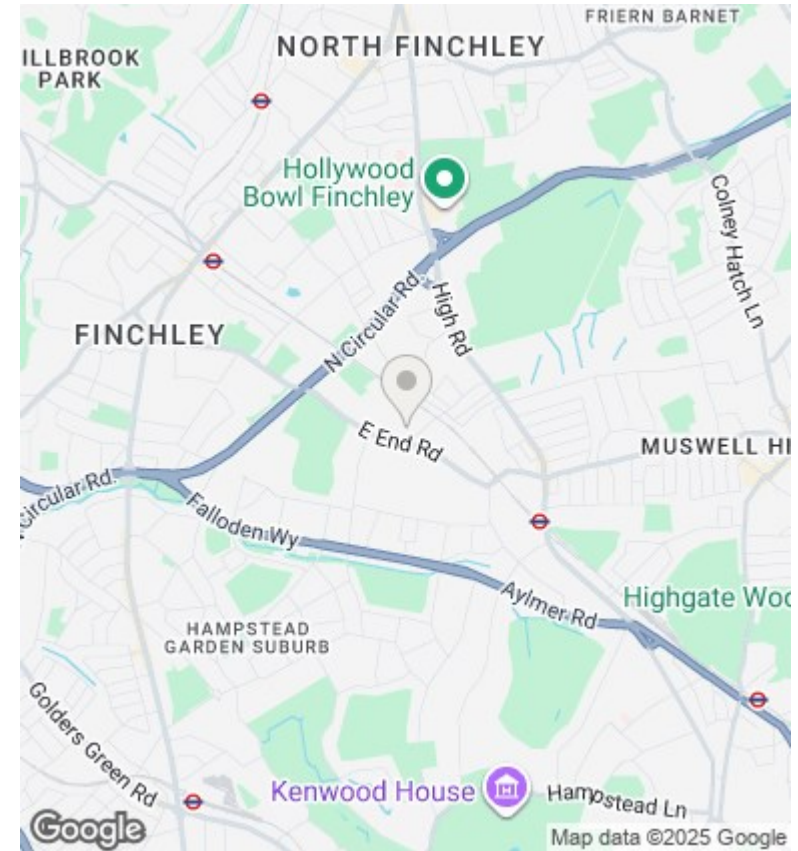 FRIERN BARNET
NORTH FINCHLEY
ILLBROOK
PARK
Hollywood
Bowl Finchley
Colney Hatch Ln
High Rd
N Circular Rd
FINCHLEY
E End Rd
MUSWELL HI
Circular Rd
Falloden Wy
Aylmer Rd
Highgate Woo
HAMPSTEAD
GARDEN SUBURB
Golders Green Rd
Kenwood House
Hampstead Ln
Google
Map data ©2025 Google